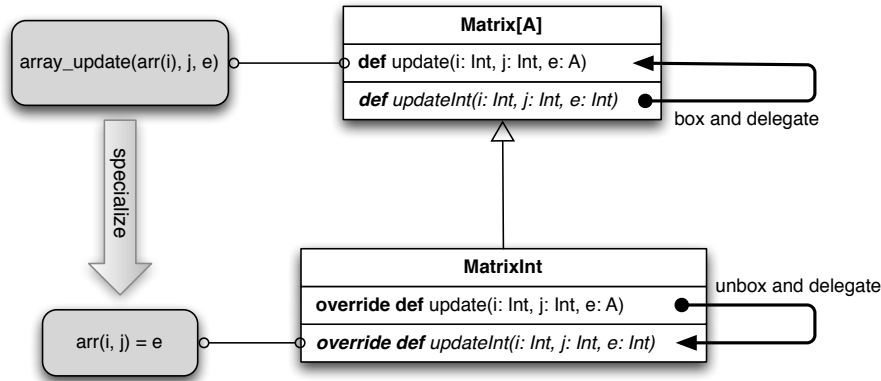 Matrix[A]
array_update(arr(i), j, e)
def update(i: Int, j: Int, e: A)
def updateInt(i: Int, j: Int, e: Int)
box and delegate
specialize
MatrixInt
unbox and delegate
override def update(i: Int, j: Int, e: A)
arr(i, j) = e
override def updateInt(i: Int, j: Int, e: Int)